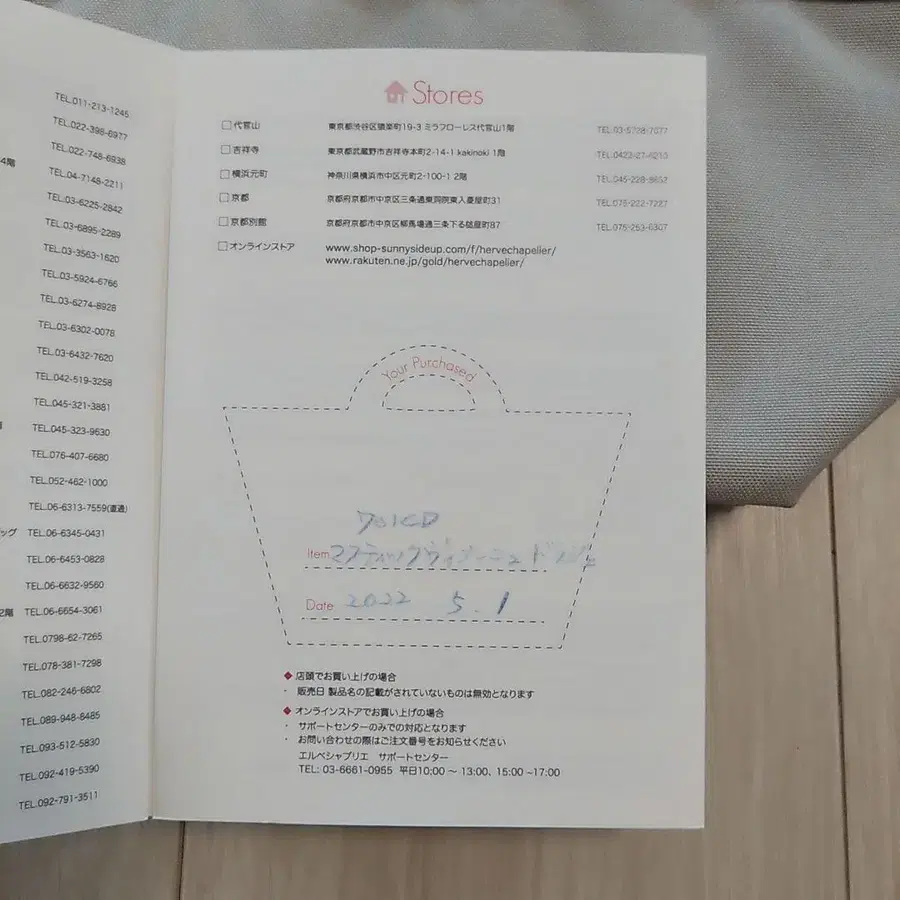 TEL.011-213-1245
TEL.022-398-6977
TEL.022-748-6938
4階 TEL.04-7148-2211
TEL.03-6225-2842
TEL.03-6895-2289
TEL.03-3563-1620
TEL.03-5924-6766
TEL.03-6274-8928
TEL.03-6302-0078
TEL.03-6432-7620
TEL.042-519-3258
TEL.045-321-3881
TEL.045-323-9630
TEL.076-407-6680
TEL.052-462-1000
TEL.06-6313-7559(直通)
ッグ TEL.06-6345-0431
TEL.06-6453-0828
TEL.06-6632-9560
2階 TEL.06-6654-3061
TEL.0798-62-7265
TEL.078-381-7298
TEL.082-246-6802
TEL.089-948-8485
TEL.093-512-5830
TEL.092-419-5390
TEL.092-791-3511
Stores
□代官山 東京都渋谷区猿楽町19-3 ミラフローレス代官山1階 TEL.03-5728-7077
□吉祥寺 東京都武蔵野市吉祥寺本町2-14-1 kakinoki 1階 TEL.0422-27-6210
□横浜元町 神奈川県横浜市中区元町2-100-1 2階 TEL.045-228-8652
□京都 京都府京都市中京区三条通東洞院東入菱屋町31 TEL.075-222-7227
□京都別館 京都府京都市中京区柳馬場通三条下る槌屋町87 TEL.075-253-6307
□オンラインストア www.shop-sunnysideup.com/f/hervechapelier/
www.rakuten.ne.jp/gold/hervechapelier/
Your Purchased
701CD
Item マスティック
Date 2022 5.1
◆店頭でお買い上げの場合
・ 販売日 製品名の記載がされていないものは無効となります
◆オンラインストアでお買い上げの場合
・ サポートセンターのみでの対応となります
・ お問い合わせの際はご注文番号をお知らせください
エルベシャプリエ サポートセンター
TEL: 03-6661-0955 平日10:00 ～ 13:00、15:00 ~17:00